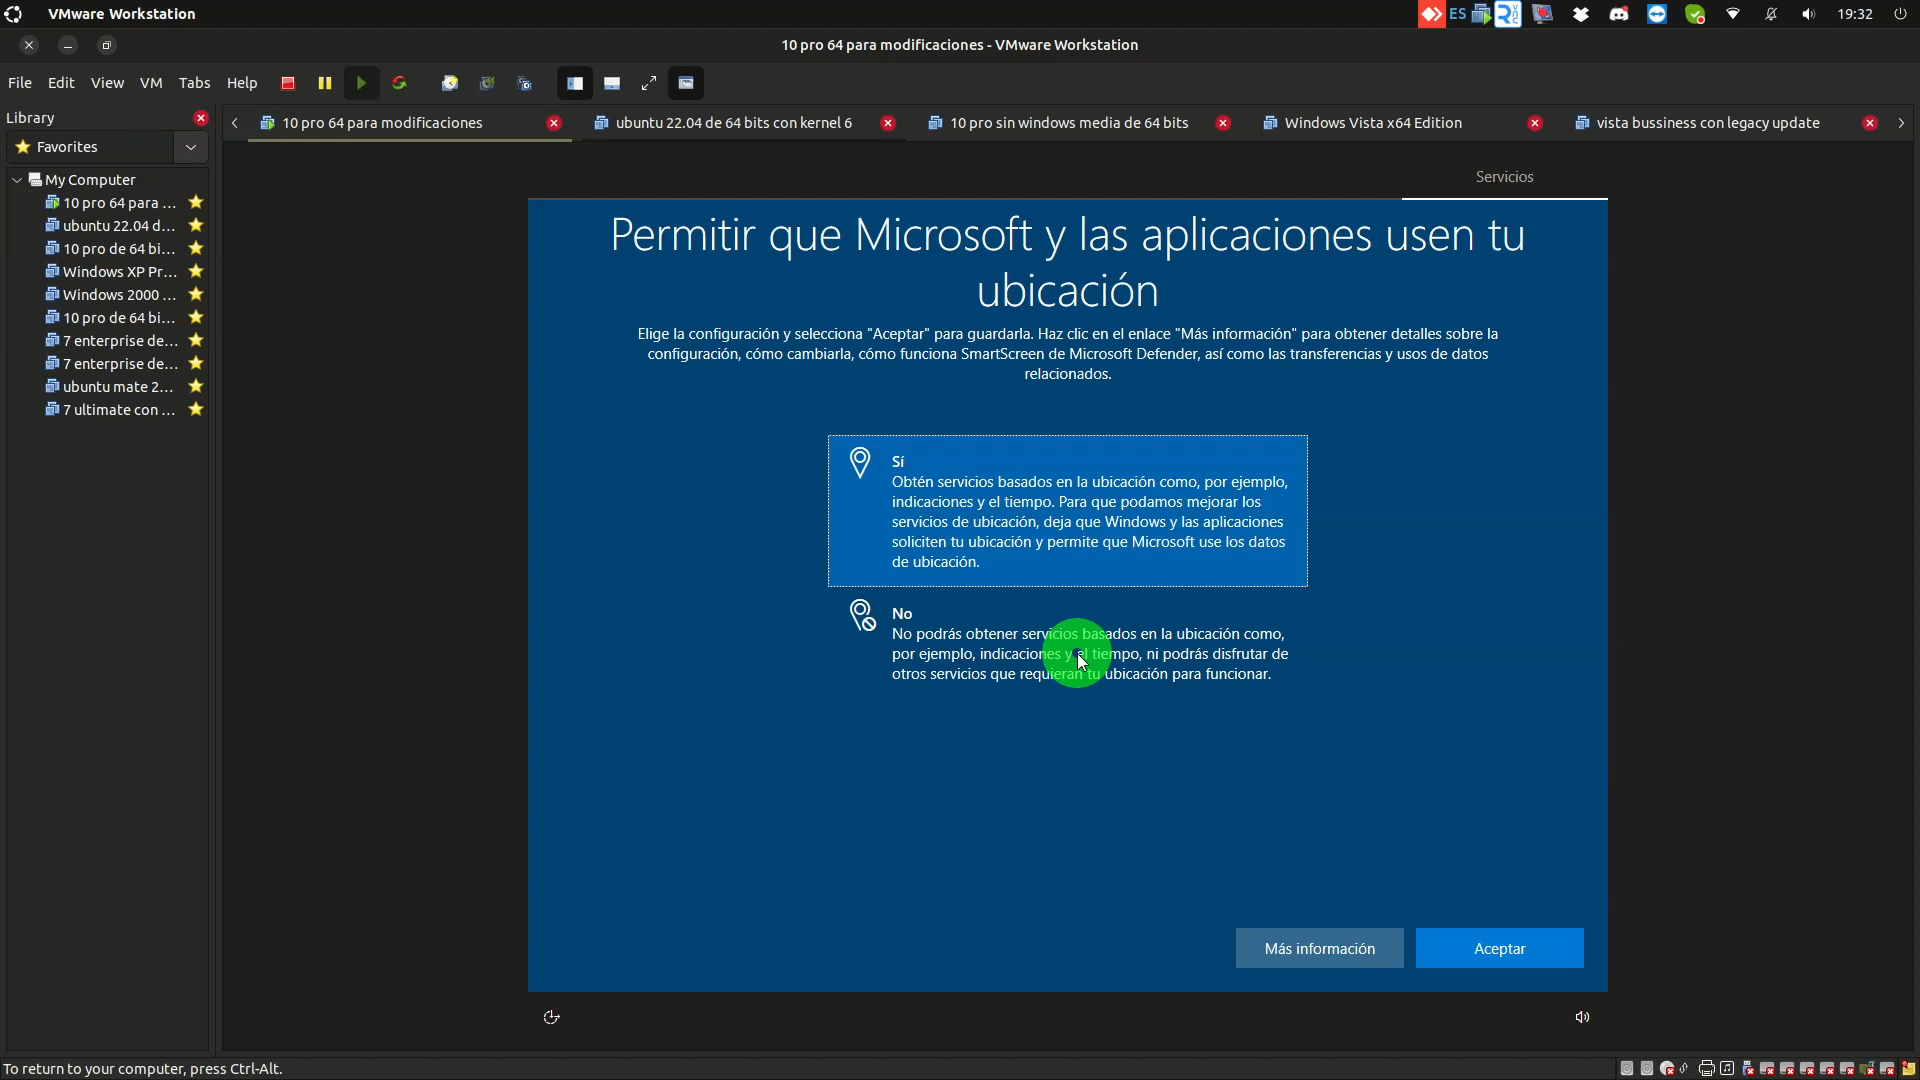 VMware Workstation
ES
19:32
10 pro 64 para modificaciones - VMware Workstation
File Edit View VM Tabs Help
Library
Favorites
10 pro 64 para modificaciones
ubuntu 22.04 de 64 bits con kernel 6
10 pro sin windows media de 64 bits
Windows Vista x64 Edition
vista bussiness con legacy update
My Computer
10 pro 64 para ...
ubuntu 22.04 d...
10 pro de 64 bi...
Windows XP Pr...
Windows 2000 ...
10 pro de 64 bi...
7 enterprise de...
7 enterprise de...
ubuntu mate 2...
7 ultimate con ...
Servicios
Permitir que Microsoft y las aplicaciones usen tu
ubicación
Elige la configuración y selecciona "Aceptar" para guardarla. Haz clic en el enlace "Más información" para obtener detalles sobre la
configuración, cómo cambiarla, cómo funciona SmartScreen de Microsoft Defender, así como las transferencias y usos de datos
relacionados.
Sí
Obtén servicios basados en la ubicación como, por ejemplo,
indicaciones y el tiempo. Para que podamos mejorar los
servicios de ubicación, deja que Windows y las aplicaciones
soliciten tu ubicación y permite que Microsoft use los datos
de ubicación.
No
No podrás obtener servicios basados en la ubicación como,
por ejemplo, indicaciones y el tiempo, ni podrás disfrutar de
otros servicios que requieran tu ubicación para funcionar.
Más información
Aceptar
To return to your computer, press Ctrl-Alt.